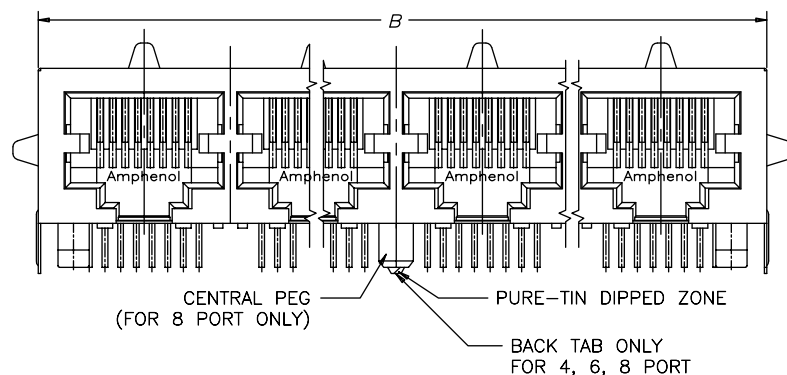 B
Amphenol Amphenol Amphenol Amphenol
CENTRAL PEG
(FOR 8 PORT ONLY)
PURE-TIN DIPPED ZONE
BACK TAB ONLY
FOR 4, 6, 8 PORT